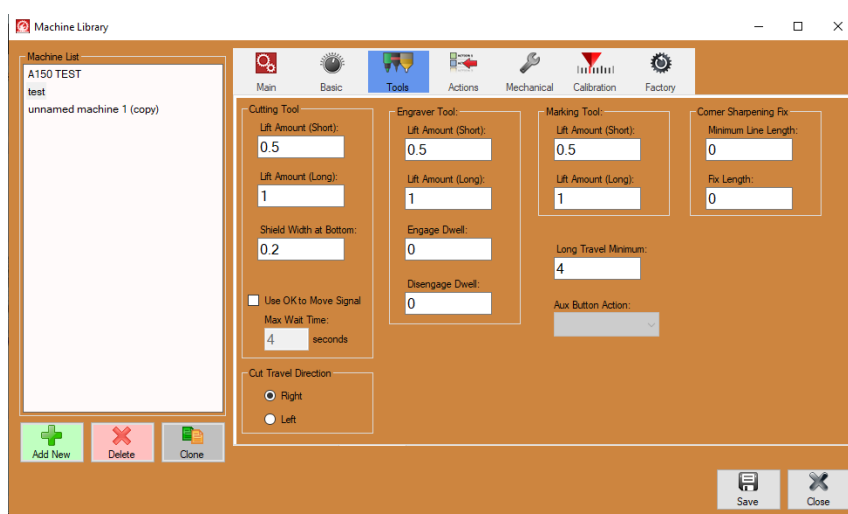 Machine Library
Machine List
A150 TEST
test
unnamed machine 1 (copy)
Add New
Delete
Clone
Main
Basic
Tools
Actions
Mechanical
Calibration
Factory
Cutting Tool
Lift Amount (Short):
0.5
Lift Amount (Long):
1
Shield Width at Bottom:
0.2
Use OK to Move Signal
Max Wait Time:
4 seconds
Cut Travel Direction
Right
Left
Engraver Tool:
Lift Amount (Short):
0.5
Lift Amount (Long):
1
Engage Dwell:
0
Disengage Dwell:
0
Marking Tool:
Lift Amount (Short):
0.5
Lift Amount (Long):
1
Long Travel Minimum:
4
Aux Button Action:
Corner Sharpening Fix
Minimum Line Length:
0
Fix Length:
0
Save
Close